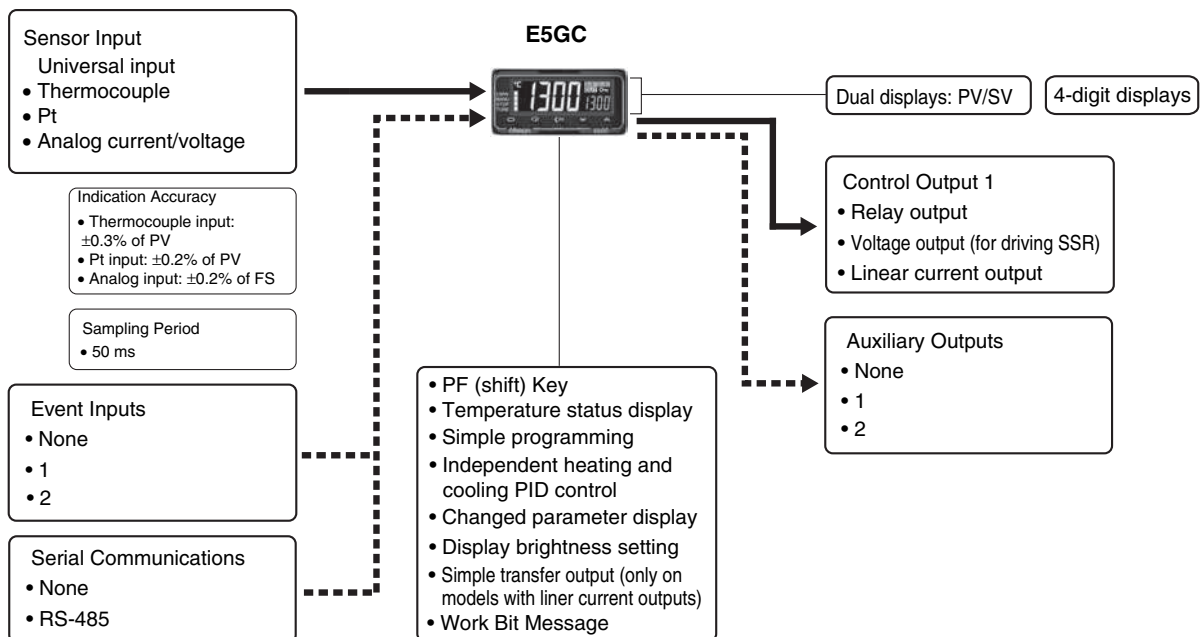 E5GC
Sensor Input
Universal input
• Thermocouple
• Pt
• Analog current/voltage
Indication Accuracy
• Thermocouple input:
±0.3% of PV
• Pt input: ±0.2% of PV
• Analog input: ±0.2% of FS
Sampling Period
• 50 ms
Event Inputs
• None
• 1
• 2
Serial Communications
• None
• RS-485
°C
1300
1300
• PF (shift) Key
• Temperature status display
• Simple programming
• Independent heating and
cooling PID control
• Changed parameter display
• Display brightness setting
• Simple transfer output (only on
models with liner current outputs)
• Work Bit Message
Dual displays: PV/SV
4-digit displays
Control Output 1
• Relay output
• Voltage output (for driving SSR)
• Linear current output
Auxiliary Outputs
• None
• 1
• 2